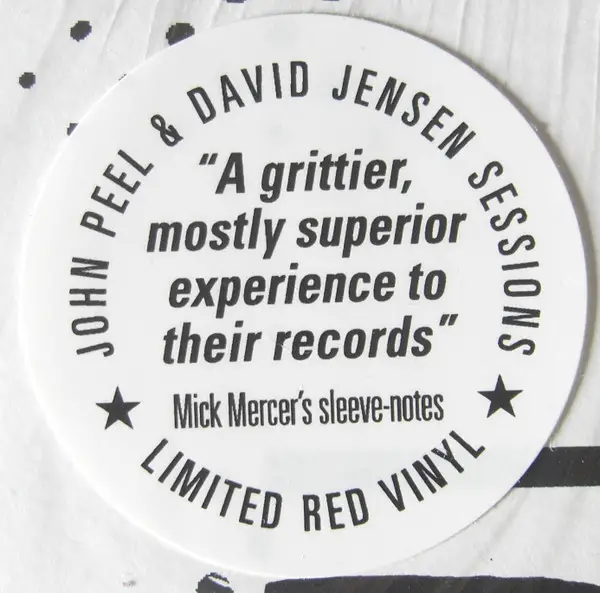 JOHN PEEL & DAVID JENSEN SESSIONS
"A grittier,
mostly superior
experience to
their records"
Mick Mercer's sleeve-notes
LIMITED RED VINYL